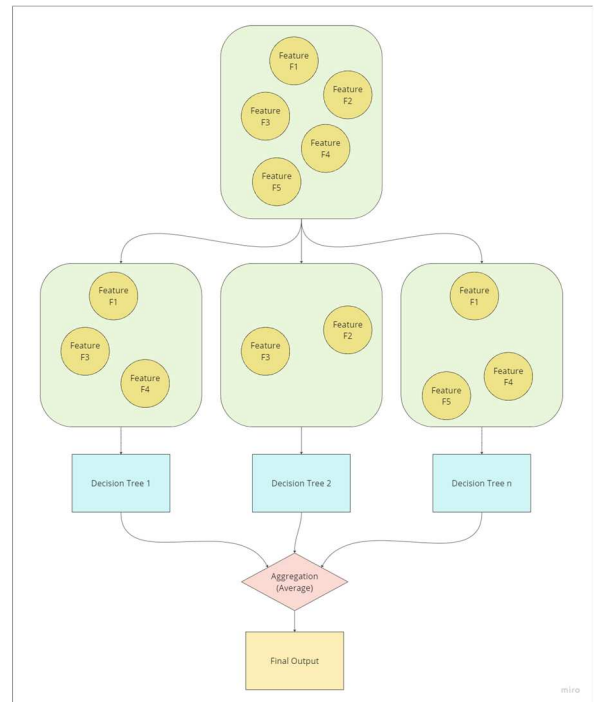 Feature
F1
Feature
F2
Feature
F3
Feature
F4
Feature
F5
Feature
F1
Feature
F3
Feature
F4
Feature
F2
Feature
F3
Feature
F1
Feature
F4
Feature
F5
Decision Tree 1
Decision Tree 2
Decision Tree n
Aggregation
(Average)
Final Output
miro